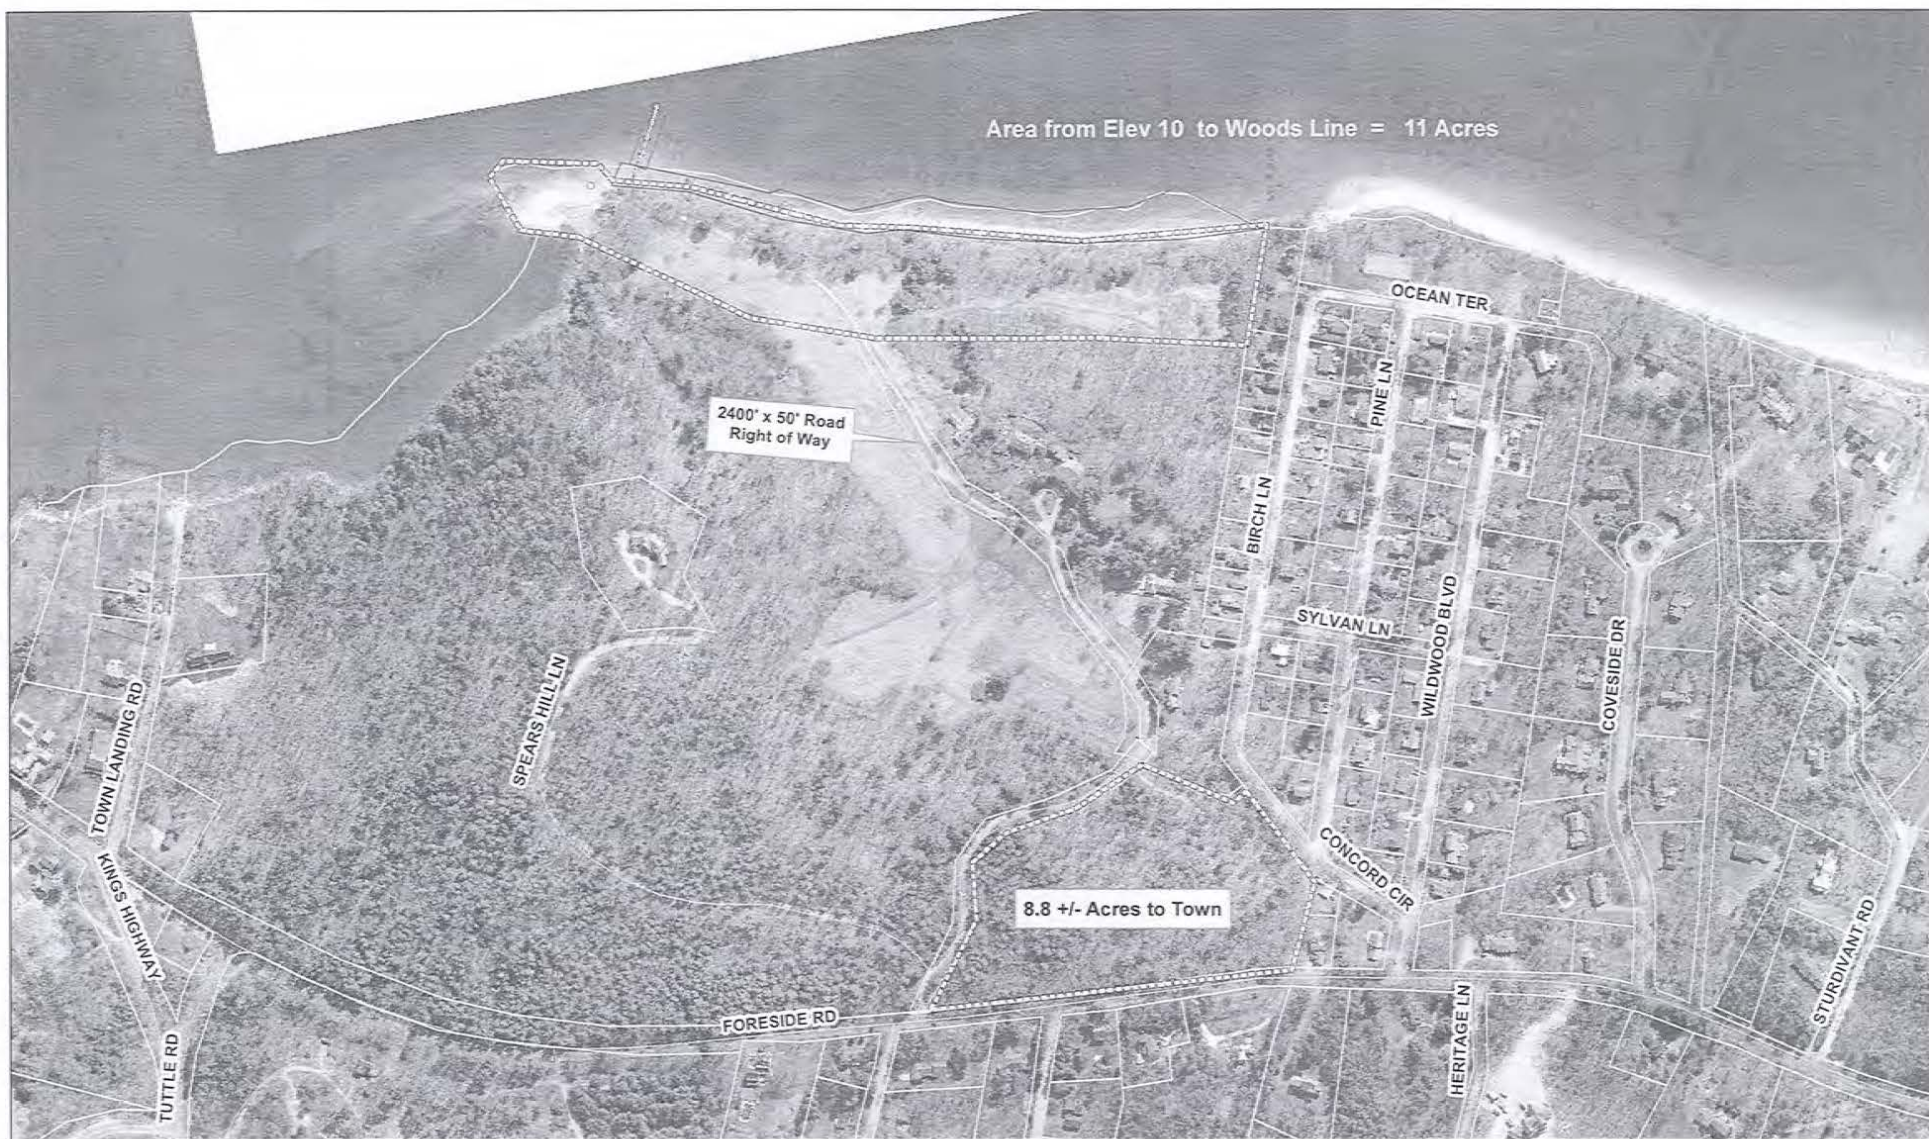 Area from Elev 10 to Woods Line = 11 Acres
OCEAN TER
2400' x 50' Road
Right of Way
PINE LN
BIRCH LN
SYLVAN LN
WILDWOOD BLVD
COVESIDE DR
SPEARS HILL LN
TOWN LANDING RD
KINGS HIGHWAY
CONCORD CIR
8.8 +/- Acres to Town
STURDIVANT RD
FORESIDE RD
HERITAGE LN
TUTTLE RD